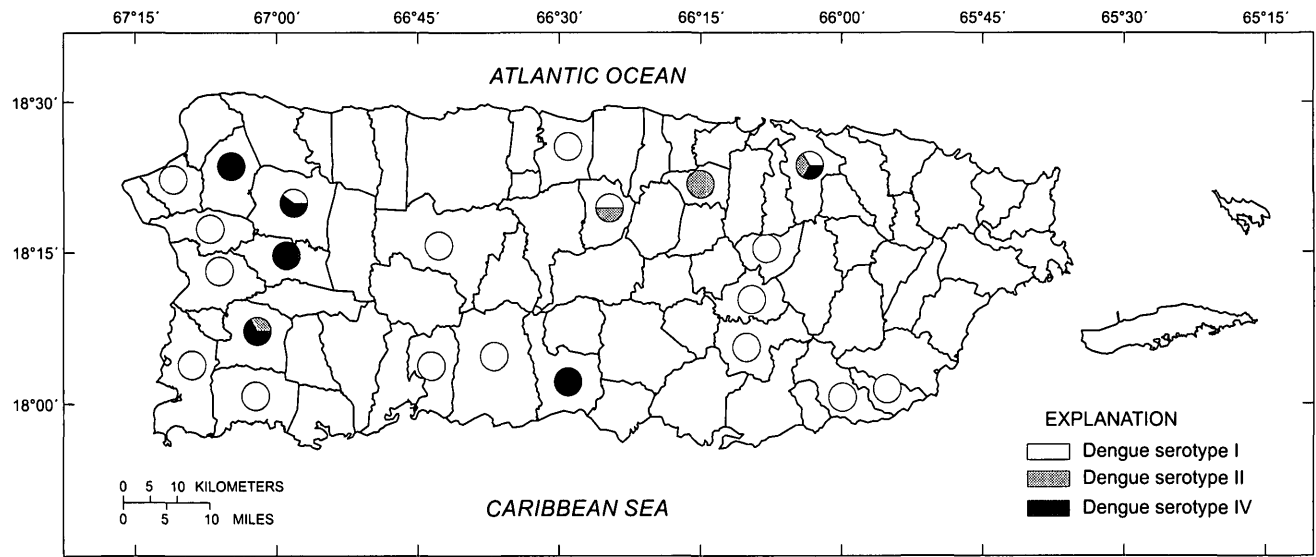 67°15′ 67°00′ 66°45′ 66°30′ 66°15′ 66°00′ 65°45′ 65°30′ 65°15′
ATLANTIC OCEAN
18°30′
18°15′
18°00′
EXPLANATION
Dengue serotype I
Dengue serotype II
Dengue serotype IV
0 5 10 KILOMETERS
0 5 10 MILES
CARIBBEAN SEA